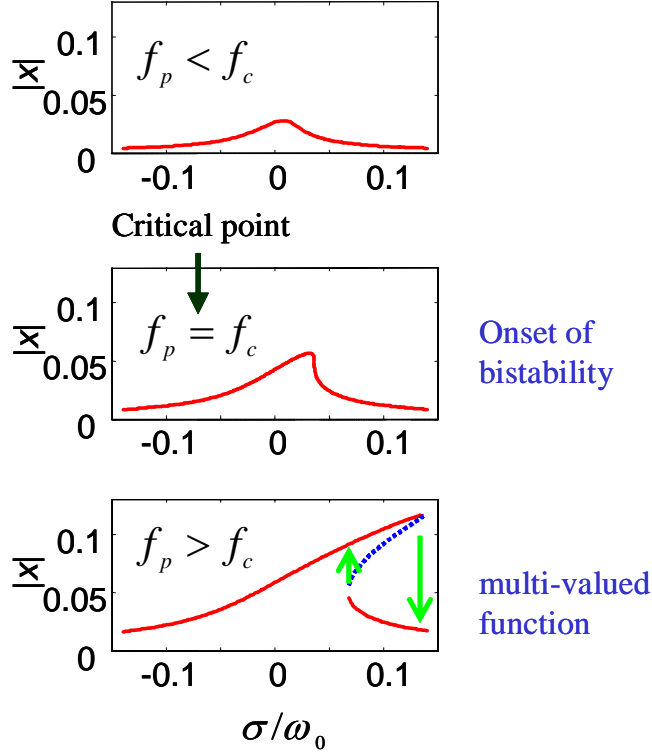 0.1
|x|
0.05
0
f_p < f_c
-0.1
0
0.1
Critical point
0.1
|x|
0.05
0
f_p = f_c
-0.1
0
0.1
Onset of
bistability
0.1
|x|
0.05
0
f_p > f_c
-0.1
0
0.1
multi-valued
function
σ/ω_0